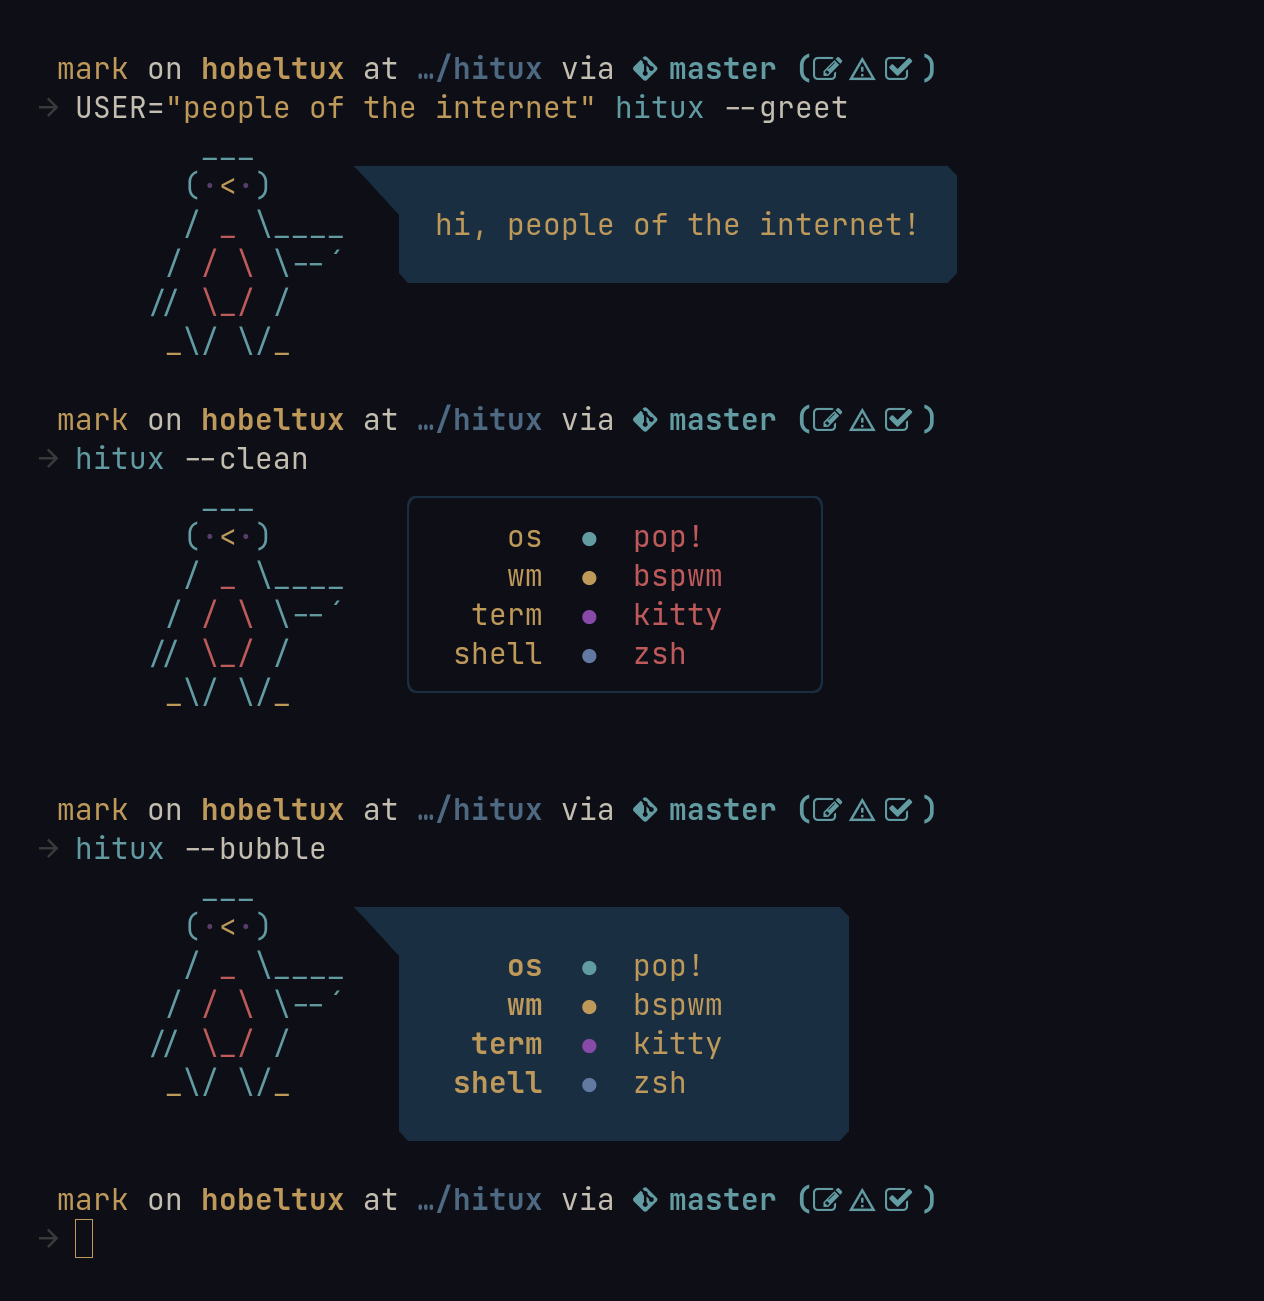 mark on hobeltux at …/hitux via master ( )
→ USER="people of the internet" hitux --greet
___
(·<·)
/ _ \____
hi, people of the internet!
/ / \ \--´
// \_/ /
_\/ \/_
mark on hobeltux at …/hitux via master ( )
→ hitux --clean
___
(·<·)
os ● pop!
/ _ \____
wm ● bspwm
/ / \ \--´
term ● kitty
// \_/ /
shell ● zsh
_\/ \/_
mark on hobeltux at …/hitux via master ( )
→ hitux --bubble
___
(·<·)
/ _ \____
os ● pop!
/ / \ \--´
wm ● bspwm
// \_/ /
term ● kitty
_\/ \/_
shell ● zsh
mark on hobeltux at …/hitux via master ( )
→